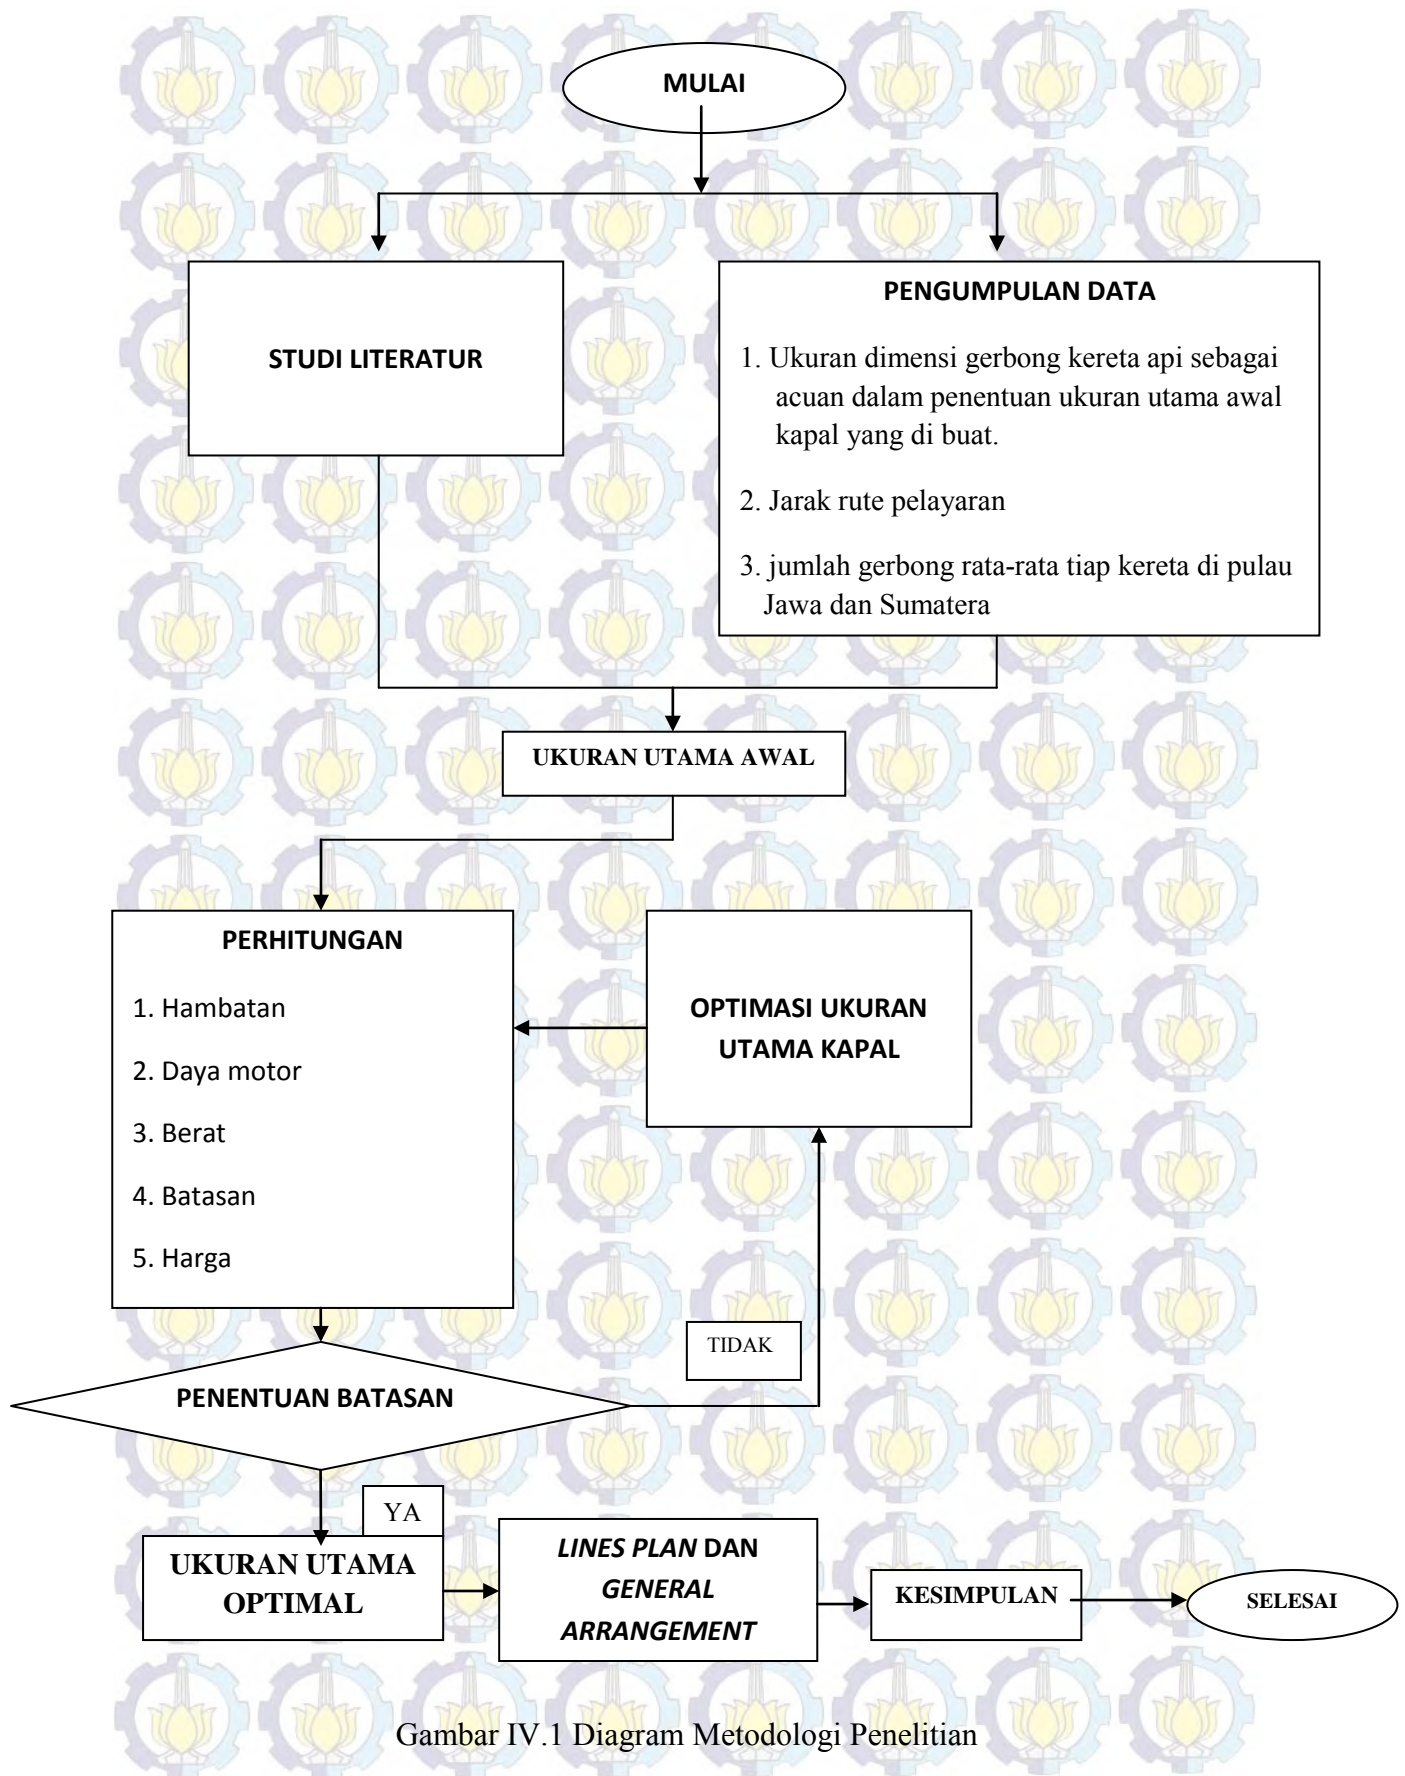 MULAI
STUDI LITERATUR
PENGUMPULAN DATA
1. Ukuran dimensi gerbong kereta api sebagai
acuan dalam penentuan ukuran utama awal
kapal yang di buat.
2. Jarak rute pelayaran
3. jumlah gerbong rata-rata tiap kereta di pulau
Jawa dan Sumatera
UKURAN UTAMA AWAL
PERHITUNGAN
1. Hambatan
2. Daya motor
3. Berat
4. Batasan
5. Harga
OPTIMASI UKURAN
UTAMA KAPAL
TIDAK
PENENTUAN BATASAN
YA
UKURAN UTAMA
OPTIMAL
LINES PLAN DAN
GENERAL
ARRANGEMENT
KESIMPULAN
SELESAI
Gambar IV.1 Diagram Metodologi Penelitian